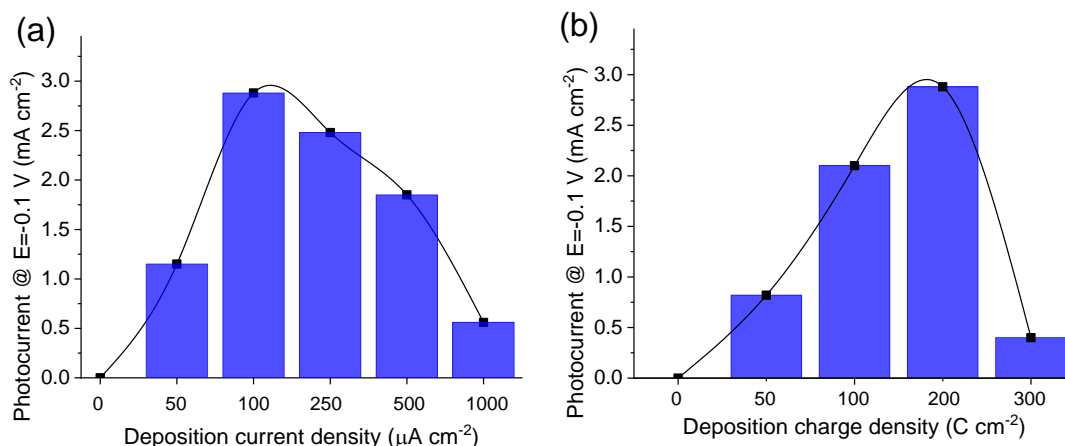 (a)
Photocurrent @ E=-0.1 V (mA cm⁻²)
3.0
2.5
2.0
1.5
1.0
0.5
0.0
0 50 100 250 500 1000
Deposition current density (μA cm⁻²)
(b)
Photocurrent @ E=-0.1 V (mA cm⁻²)
3.0
2.5
2.0
1.5
1.0
0.5
0.0
0 50 100 200 300
Deposition charge density (C cm⁻²)